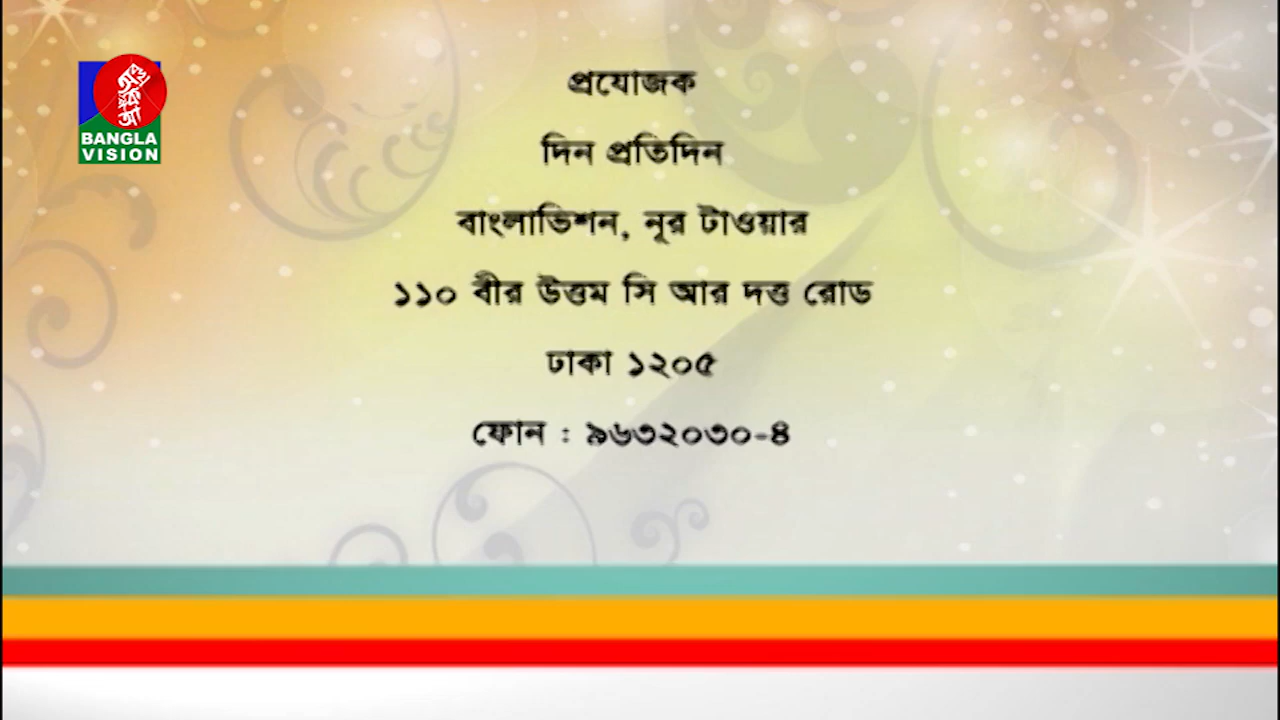 BANGLA
VISION
প্রযোজক
দিন প্রতিদিন
বাংলাভিশন, নূর টাওয়ার
১১০ বীর উত্তম সি আর দত্ত রোড
ঢাকা ১২০৫
ফোন : ৯৬৩২০৩০-৪